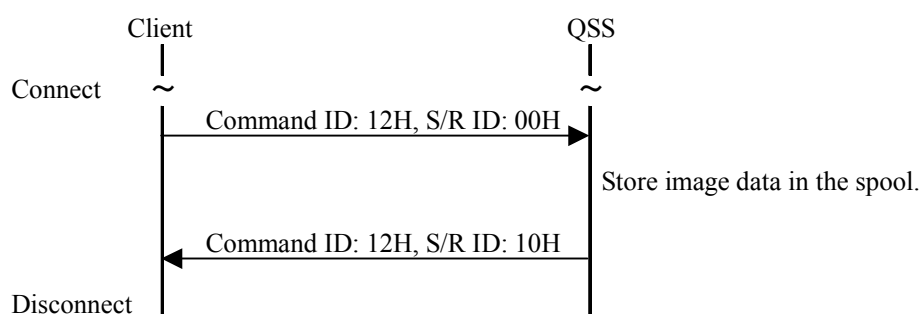 Client
QSS
Connect
Command ID: 12H, S/R ID: 00H
Store image data in the spool.
Command ID: 12H, S/R ID: 10H
Disconnect